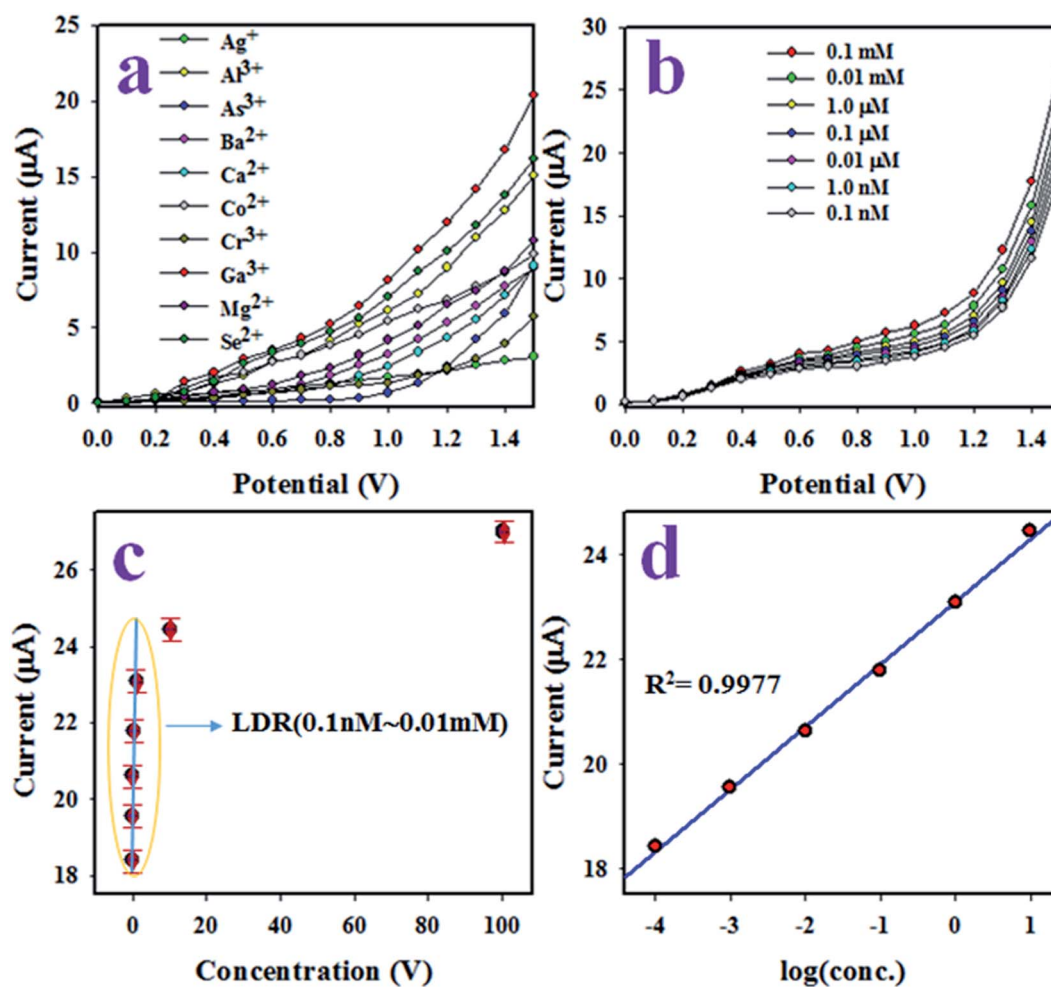 a
Ag+
Al3+
As3+
Ba2+
Ca2+
Co2+
Cr3+
Ga3+
Mg2+
Se2+
25
20
15
10
5
0
Current (µA)
0.0 0.2 0.4 0.6 0.8 1.0 1.2 1.4
Potential (V)
b
0.1 mM
0.01 mM
1.0 µM
0.1 µM
0.01 µM
1.0 nM
0.1 nM
30
25
20
15
10
5
0
Current (µA)
0.0 0.2 0.4 0.6 0.8 1.0 1.2 1.4
Potential (V)
c
LDR(0.1nM~0.01mM)
26
24
22
20
18
Current (µA)
0 20 40 60 80 100
Concentration (V)
d
R2= 0.9977
24
22
20
18
Current (µA)
-4 -3 -2 -1 0 1
log(conc.)